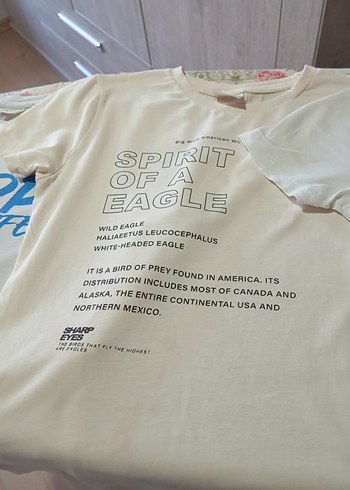 American
SPIRIT
OF A
EAGLE
WILD EAGLE
HALIAEETUS LEUCOCEPHALUS
WHITE-HEADED EAGLE
IT IS A BIRD OF PREY FOUND IN AMERICA. ITS
DISTRIBUTION INCLUDES MOST OF CANADA AND
ALASKA, THE ENTIRE CONTINENTAL USA AND
NORTHERN MEXICO.
SHARP
EYES
THE BIRDS THAT FLY THE HIGHEST
ARE EAGLES